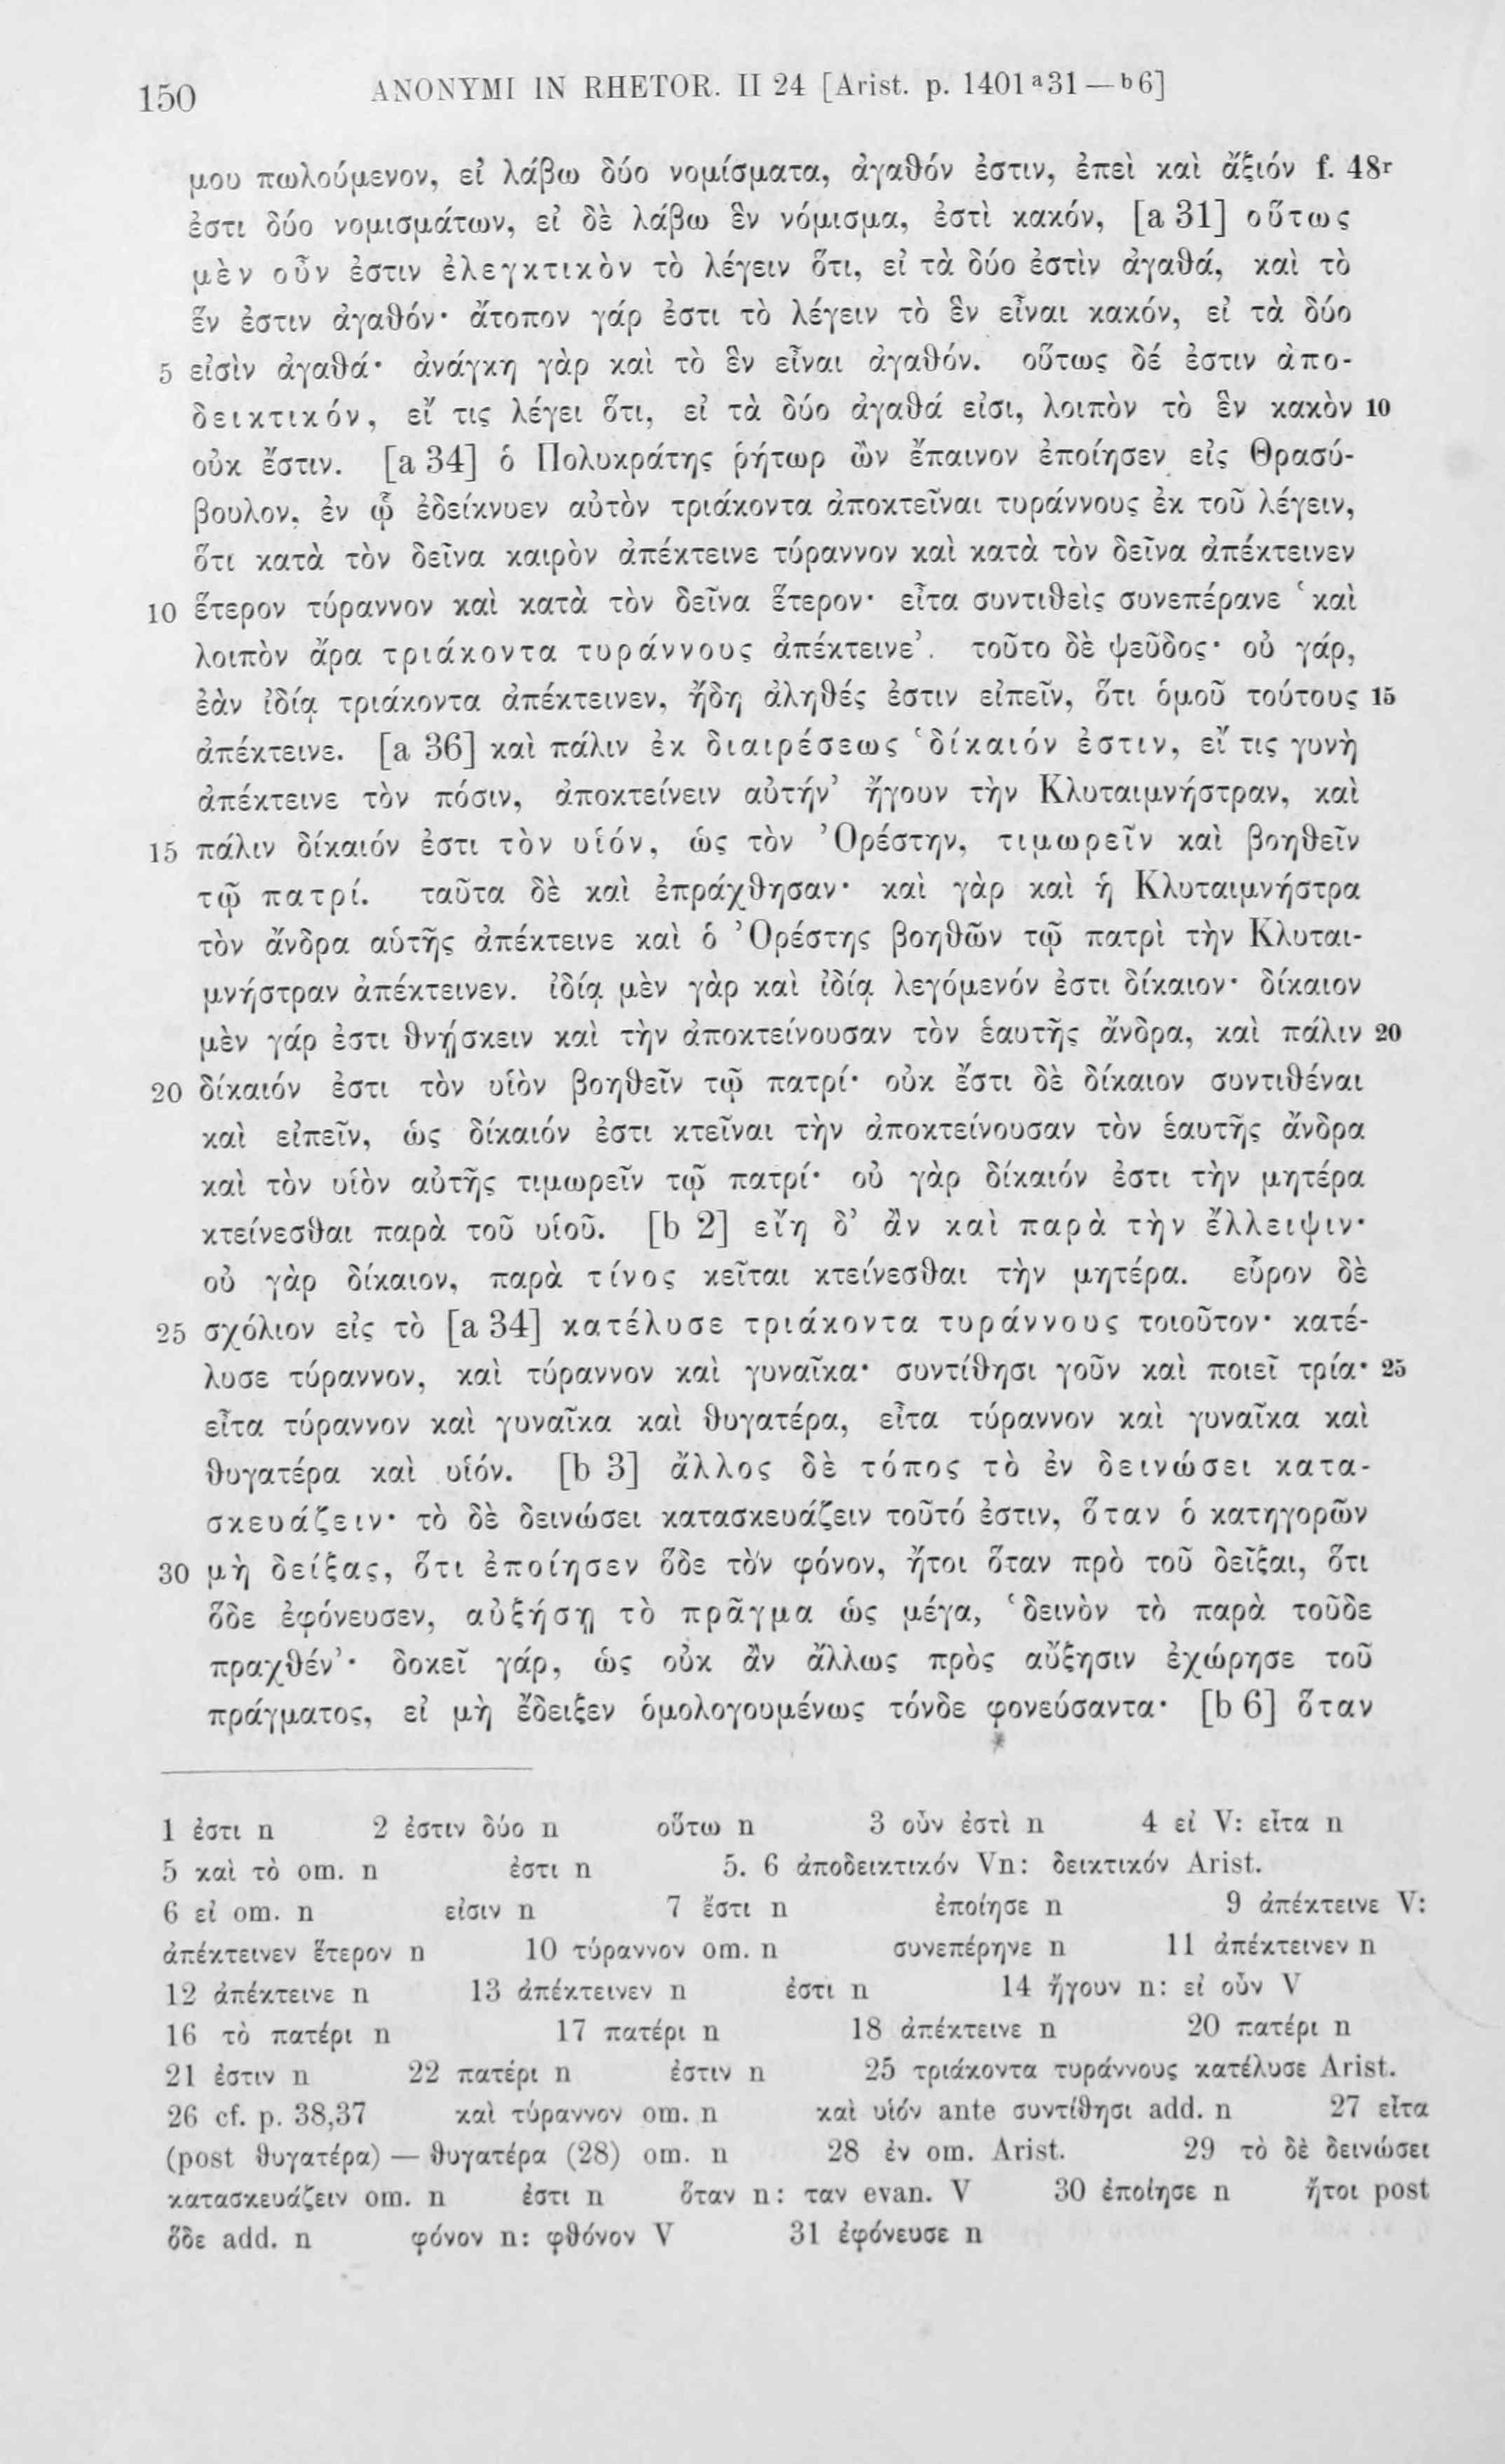 150 ANONYMI IN RHETOR. II 24 [Arist. p. 1401 a 31 — b 6]
μου πωλούμενον, εἰ λάβω δύο νομίσματα, ἀγαθόν ἐστιν, ἐπεὶ καὶ ἄξιόν f. 48r
ἐστι δύο νομισμάτων, εἰ δὲ λάβω ἓν νόμισμα, ἐστὶ κακόν, [a 31] οὕτως
μὲν οὖν ἐστιν ἐλεγκτικὸν τὸ λέγειν ὅτι, εἰ τὰ δύο ἐστὶν ἀγαθά, καὶ τὸ
ἕν ἐστιν ἀγαθόν· ἄτοπον γάρ ἐστι τὸ λέγειν τὸ ἓν εἶναι κακόν, εἰ τὰ δύο
5 εἰσὶν ἀγαθά· ἀνάγκη γὰρ καὶ τὸ ἓν εἶναι ἀγαθόν. οὕτως δέ ἐστιν ἀπο-
δεικτικόν, εἴ τις λέγει ὅτι, εἰ τὰ δύο ἀγαθά εἰσι, λοιπὸν τὸ ἓν κακὸν 10
οὐκ ἔστιν. [a 34] ὁ Πολυκράτης ῥήτωρ ὢν ἔπαινον ἐποίησεν εἰς Θρασύ-
βουλον, ἐν ᾧ ἐδείκνυεν αὐτὸν τριάκοντα ἀποκτεῖναι τυράννους ἐκ τοῦ λέγειν,
ὅτι κατὰ τὸν δεῖνα καιρὸν ἀπέκτεινε τύραννον καὶ κατὰ τὸν δεῖνα ἀπέκτεινεν
10 ἕτερον τύραννον καὶ κατὰ τὸν δεῖνα ἕτερον· εἶτα συντιθεὶς συνεπέρανε ‘καὶ
λοιπὸν ἄρα τριάκοντα τυράννους ἀπέκτεινε’. τοῦτο δὲ ψεῦδος· οὐ γάρ,
ἐὰν ἰδίᾳ τριάκοντα ἀπέκτεινεν, ἤδη ἀληθές ἐστιν εἰπεῖν, ὅτι ὁμοῦ τούτους 15
ἀπέκτεινε. [a 36] καὶ πάλιν ἐκ διαιρέσεως ‘δίκαιόν ἐστιν, εἴ τις γυνὴ
ἀπέκτεινε τὸν πόσιν, ἀποκτείνειν αὐτήν’ ἤγουν τὴν Κλυταιμνήστραν, καὶ
15 πάλιν δίκαιόν ἐστι τὸν υἱόν, ὡς τὸν Ὀρέστην, τιμωρεῖν καὶ βοηθεῖν
τῷ πατρί. ταῦτα δὲ καὶ ἐπράχθησαν· καὶ γὰρ καὶ ἡ Κλυταιμνήστρα
τὸν ἄνδρα αὑτῆς ἀπέκτεινε καὶ ὁ Ὀρέστης βοηθῶν τῷ πατρὶ τὴν Κλυται-
μνήστραν ἀπέκτεινεν. ἰδίᾳ μὲν γὰρ καὶ ἰδίᾳ λεγόμενόν ἐστι δίκαιον· δίκαιον
μὲν γάρ ἐστι θνῄσκειν καὶ τὴν ἀποκτείνουσαν τὸν ἑαυτῆς ἄνδρα, καὶ πάλιν 20
20 δίκαιόν ἐστι τὸν υἱὸν βοηθεῖν τῷ πατρί· οὐκ ἔστι δὲ δίκαιον συντιθέναι
καὶ εἰπεῖν, ὡς δίκαιόν ἐστι κτεῖναι τὴν ἀποκτείνουσαν τὸν ἑαυτῆς ἄνδρα
καὶ τὸν υἱὸν αὐτῆς τιμωρεῖν τῷ πατρί· οὐ γὰρ δίκαιόν ἐστι τὴν μητέρα
κτείνεσθαι παρὰ τοῦ υἱοῦ. [b 2] εἴη δ’ ἂν καὶ παρὰ τὴν ἔλλειψιν·
οὐ γὰρ δίκαιον, παρὰ τίνος κεῖται κτείνεσθαι τὴν μητέρα. εὗρον δὲ
25 σχόλιον εἰς τὸ [a 34] κατέλυσε τριάκοντα τυράννους τοιοῦτον· κατέ-
λυσε τύραννον, καὶ τύραννον καὶ γυναῖκα· συντίθησι γοῦν καὶ ποιεῖ τρία· 25
εἶτα τύραννον καὶ γυναῖκα καὶ θυγατέρα, εἶτα τύραννον καὶ γυναῖκα καὶ
θυγατέρα καὶ υἱόν. [b 3] ἄλλος δὲ τόπος τὸ ἐν δεινώσει κατα-
σκευάζειν· τὸ δὲ δεινώσει κατασκευάζειν τοῦτό ἐστιν, ὅταν ὁ κατηγορῶν
30 μὴ δείξας, ὅτι ἐποίησεν ὅδε τὸν φόνον, ἤτοι ὅταν πρὸ τοῦ δεῖξαι, ὅτι
ὅδε ἐφόνευσεν, αὐξήσῃ τὸ πρᾶγμα ὡς μέγα, ‘δεινὸν τὸ παρὰ τοῦδε
πραχθέν’· δοκεῖ γάρ, ὡς οὐκ ἂν ἄλλως πρὸς αὔξησιν ἐχώρησε τοῦ
πράγματος, εἰ μὴ ἔδειξεν ὁμολογουμένως τόνδε φονεύσαντα· [b 6] ὅταν
1 ἐστι n 2 ἐστιν δύο n οὕτω n 3 οὖν ἐστὶ n 4 εἰ V: εἶτα n
5 καὶ τὸ om. n ἐστι n 5. 6 ἀποδεικτικόν Vn: δεικτικόν Arist.
6 εἰ om. n εἰσιν n 7 ἔστι n ἐποίησε n 9 ἀπέκτεινε V:
ἀπέκτεινεν ἕτερον n 10 τύραννον om. n συνεπέρηνε n 11 ἀπέκτεινεν n
12 ἀπέκτεινε n 13 ἀπέκτεινεν n ἐστι n 14 ἤγουν n: εἰ οὖν V
16 τὸ πατέρι n 17 πατέρι n 18 ἀπέκτεινε n 20 πατέρι n
21 ἐστιν n 22 πατέρι n ἐστιν n 25 τριάκοντα τυράννους κατέλυσε Arist.
26 cf. p. 38,37 καὶ τύραννον om. n καὶ υἱόν ante συντίθησι add. n 27 εἶτα
(post θυγατέρα) — θυγατέρα (28) om. n 28 ἐν om. Arist. 29 τὸ δὲ δεινώσει
κατασκευάζειν om. n ἐστι n ὅταν n: ταν evan. V 30 ἐποίησε n ἤτοι post
ὅδε add. n φόνον n: φθόνον V 31 ἐφόνευσε n